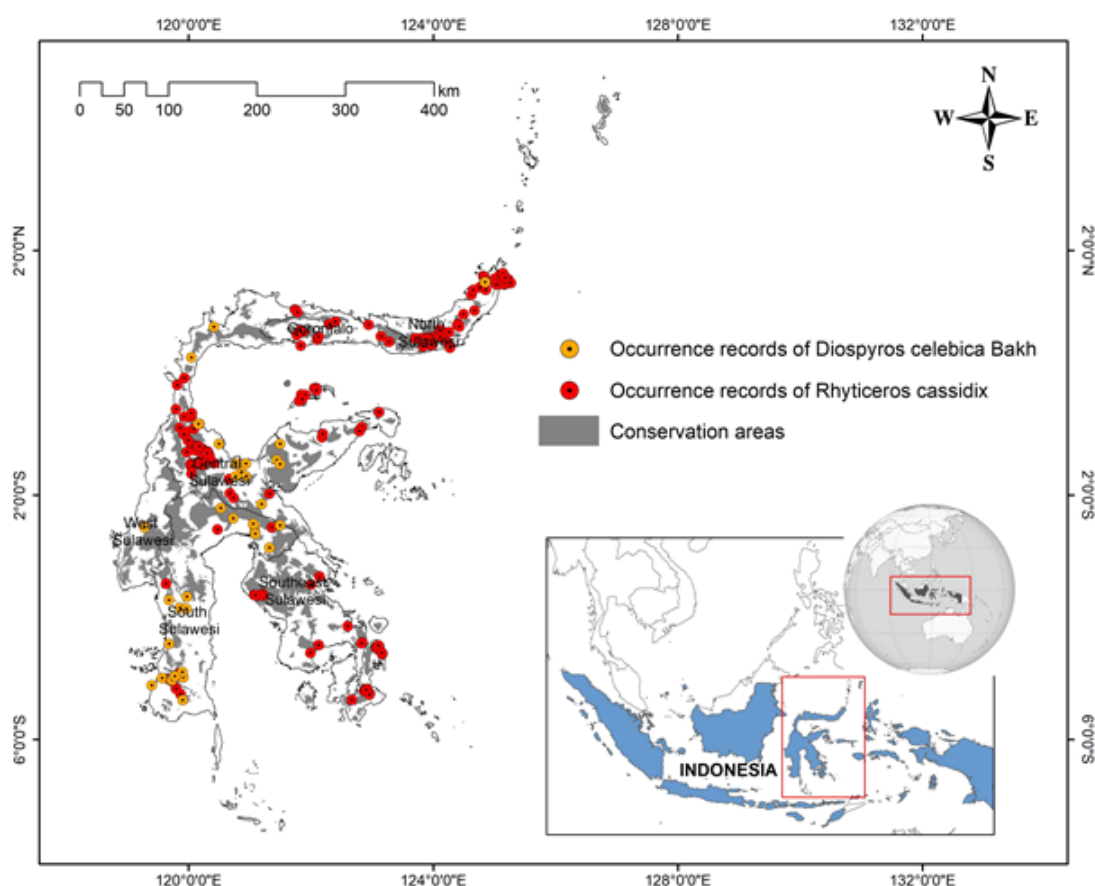 120°0'0"E 124°0'0"E 128°0'0"E 132°0'0"E
km
0 50 100 200 300 400
N
W E
S
2°0'0"N 2°0'0"N
Gorontalo
North
Sulawesi
Occurrence records of Diospyros celebica Bakh
Occurrence records of Rhyticeros cassidix
Conservation areas
Central
Sulawesi
2°0'0"S 2°0'0"S
West
Sulawesi
Southeast
Sulawesi
South
Sulawesi
6°0'0"S 6°0'0"S
INDONESIA
120°0'0"E 124°0'0"E 128°0'0"E 132°0'0"E